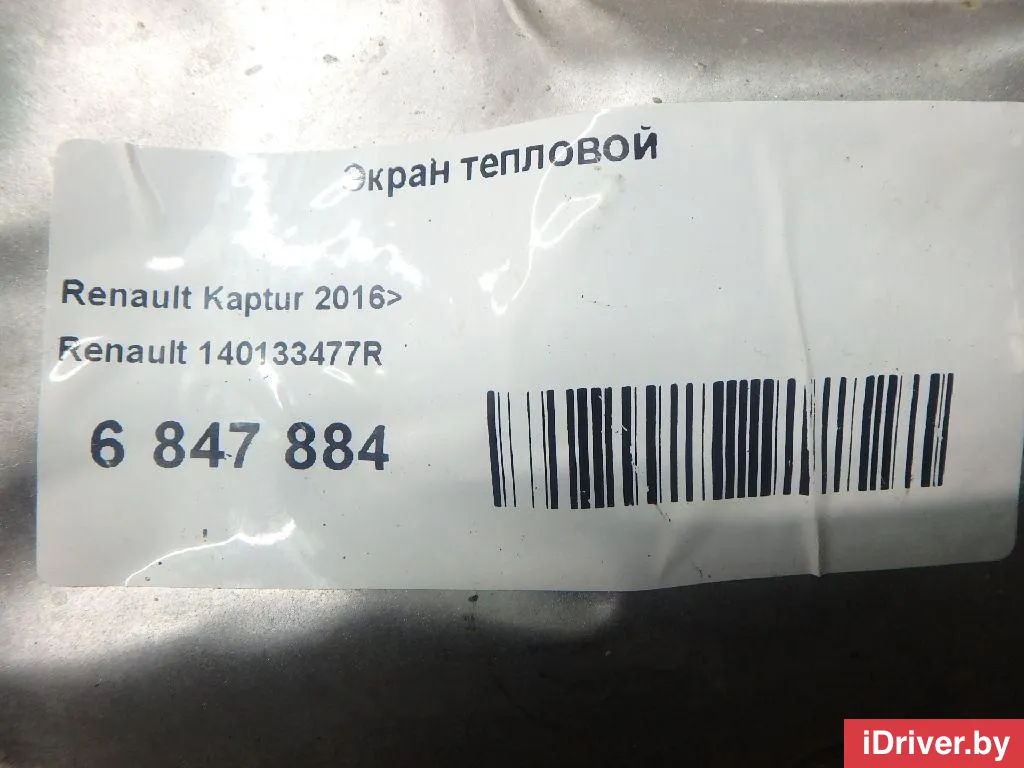 Экран тепловой
Renault Kaptur 2016>
Renault 140133477R
6 847 884
iDriver.by